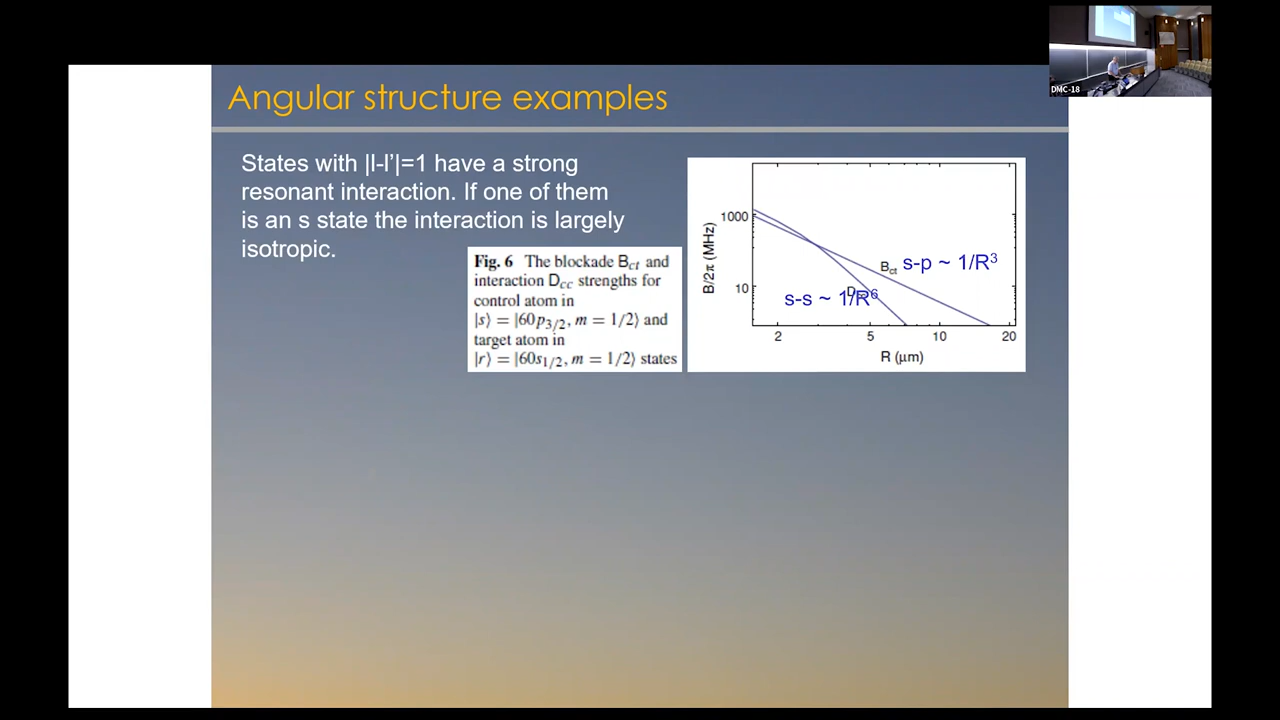 DMC-18
Angular structure examples
States with |l-l’|=1 have a strong
resonant interaction. If one of them
is an s state the interaction is largely
isotropic.
Fig. 6 The blockade B_ct and
interaction D_cc strengths for
control atom in
|s⟩ = |60p_3/2, m = 1/2⟩ and
target atom in
|r⟩ = |60s_1/2, m = 1/2⟩ states
B/2π (MHz)
1000
10
B_ct s-p ~ 1/R³
s-s ~ 1/R⁶
2 5 10 20
R (μm)